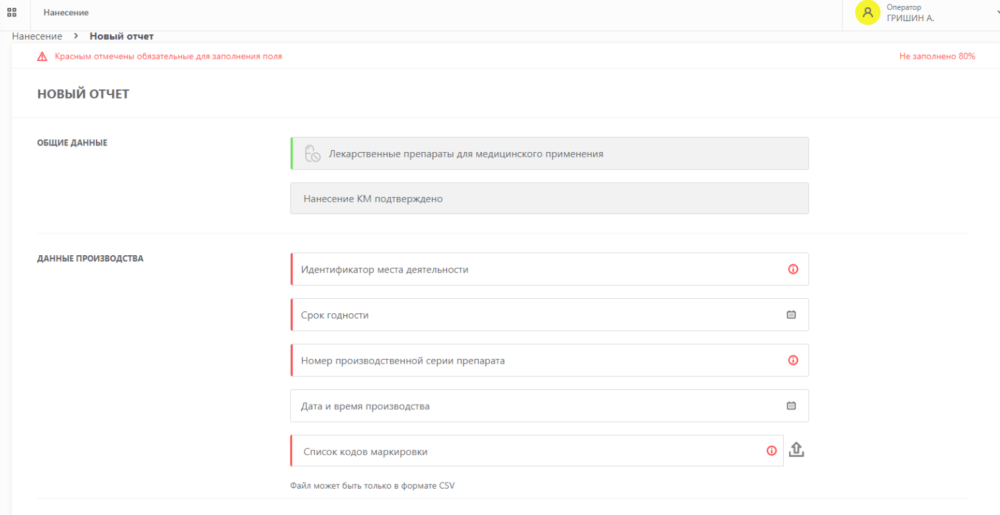 Нанесение
Оператор
ГРИШИН А.
Нанесение > Новый отчет
Красным отмечены обязательные для заполнения поля
Не заполнено 80%
НОВЫЙ ОТЧЕТ
ОБЩИЕ ДАННЫЕ
Лекарственные препараты для медицинского применения
Нанесение КМ подтверждено
ДАННЫЕ ПРОИЗВОДСТВА
Идентификатор места деятельности
Срок годности
Номер производственной серии препарата
Дата и время производства
Список кодов маркировки
Файл может быть только в формате CSV